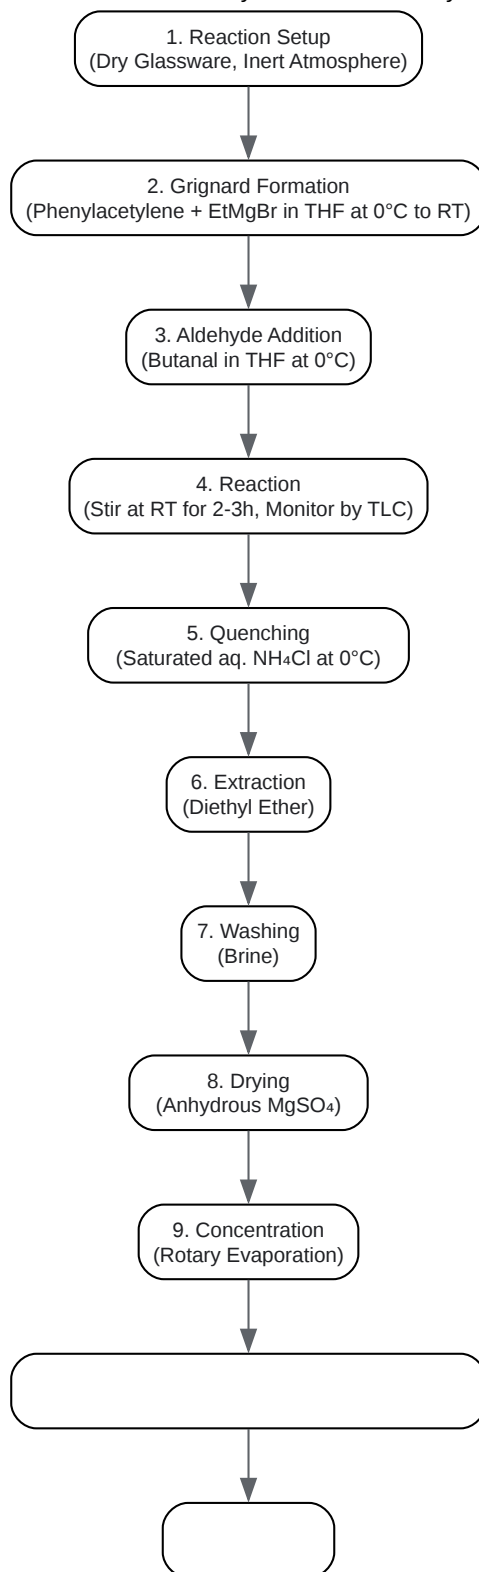 1. Reaction Setup
(Dry Glassware, Inert Atmosphere)
2. Grignard Formation
(Phenylacetylene + EtMgBr in THF at 0°C to RT)
3. Aldehyde Addition
(Butanal in THF at 0°C)
4. Reaction
(Stir at RT for 2-3h, Monitor by TLC)
5. Quenching
(Saturated aq. NH₄Cl at 0°C)
6. Extraction
(Diethyl Ether)
7. Washing
(Brine)
8. Drying
(Anhydrous MgSO₄)
9. Concentration
(Rotary Evaporation)